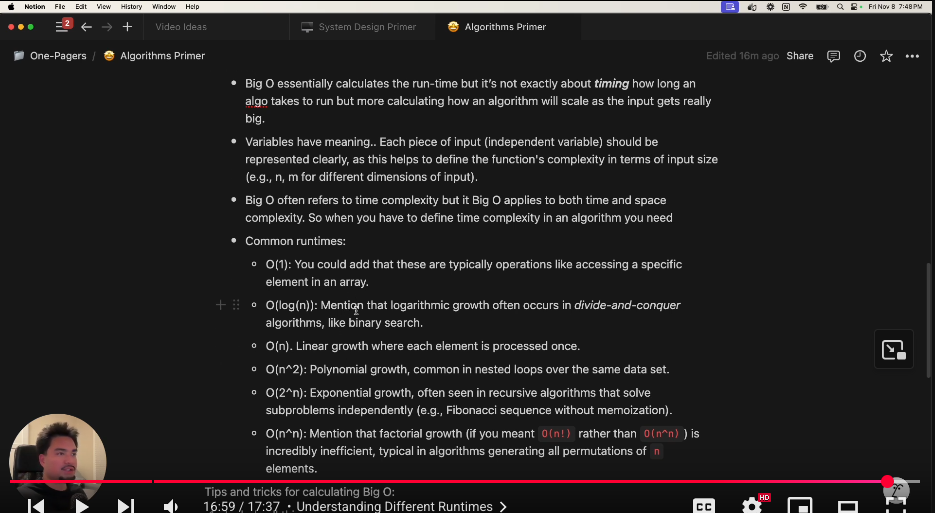 Notion File Edit View History Window Help Fri Nov 8 7:48 PM
2 Video Ideas System Design Primer Algorithms Primer
One-Pagers / Algorithms Primer Edited 16m ago Share
Big O essentially calculates the run-time but it's not exactly about timing how long an
algo takes to run but more calculating how an algorithm will scale as the input gets really
big.
Variables have meaning.. Each piece of input (independent variable) should be
represented clearly, as this helps to define the function's complexity in terms of input size
(e.g., n, m for different dimensions of input).
Big O often refers to time complexity but it Big O applies to both time and space
complexity. So when you have to define time complexity in an algorithm you need
Common runtimes:
O(1): You could add that these are typically operations like accessing a specific
element in an array.
O(log(n)): Mention that logarithmic growth often occurs in divide-and-conquer
algorithms, like binary search.
O(n). Linear growth where each element is processed once.
O(n^2): Polynomial growth, common in nested loops over the same data set.
O(2^n): Exponential growth, often seen in recursive algorithms that solve
subproblems independently (e.g., Fibonacci sequence without memoization).
O(n^n): Mention that factorial growth (if you meant O(n!) rather than O(n^n) ) is
incredibly inefficient, typical in algorithms generating all permutations of n
elements.
Tips and tricks for calculating Big O:
16:59 / 17:37 • Understanding Different Runtimes CC HD